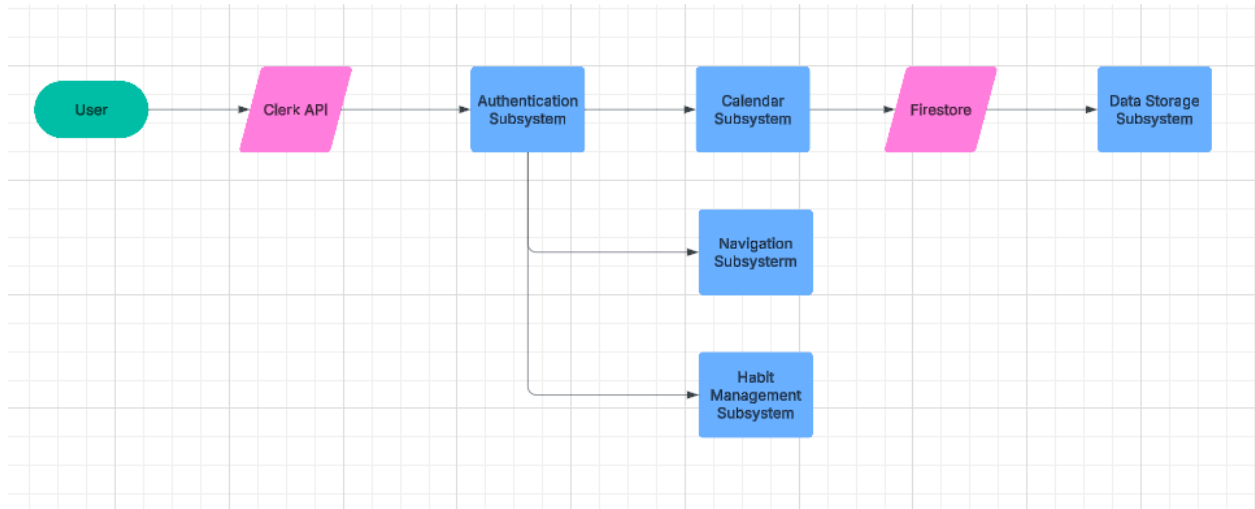 User
Clerk API
Authentication
Subsystem
Calendar
Subsystem
Firestore
Data Storage
Subsystem
Navigation
Subsysterm
Habit
Management
Subsystem